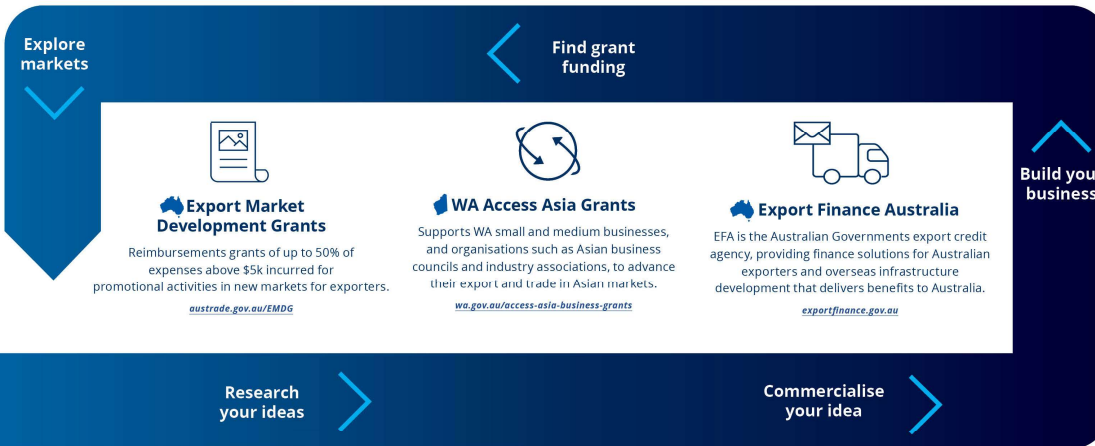 Explore
markets
Find grant
funding
Build you
business
Export Market
Development Grants
Reimbursements grants of up to 50% of
expenses above $5k incurred for
promotional activities in new markets for exporters.
austrade.gov.au/EMDG
WA Access Asia Grants
Supports WA small and medium businesses,
and organisations such as Asian business
councils and industry associations, to advance
their export and trade in Asian markets.
wa.gov.au/access-asia-business-grants
Export Finance Australia
EFA is the Australian Governments export credit
agency, providing finance solutions for Australian
exporters and overseas infrastructure
development that delivers benefits to Australia.
exportfinance.gov.au
Research
your ideas
Commercialise
your idea